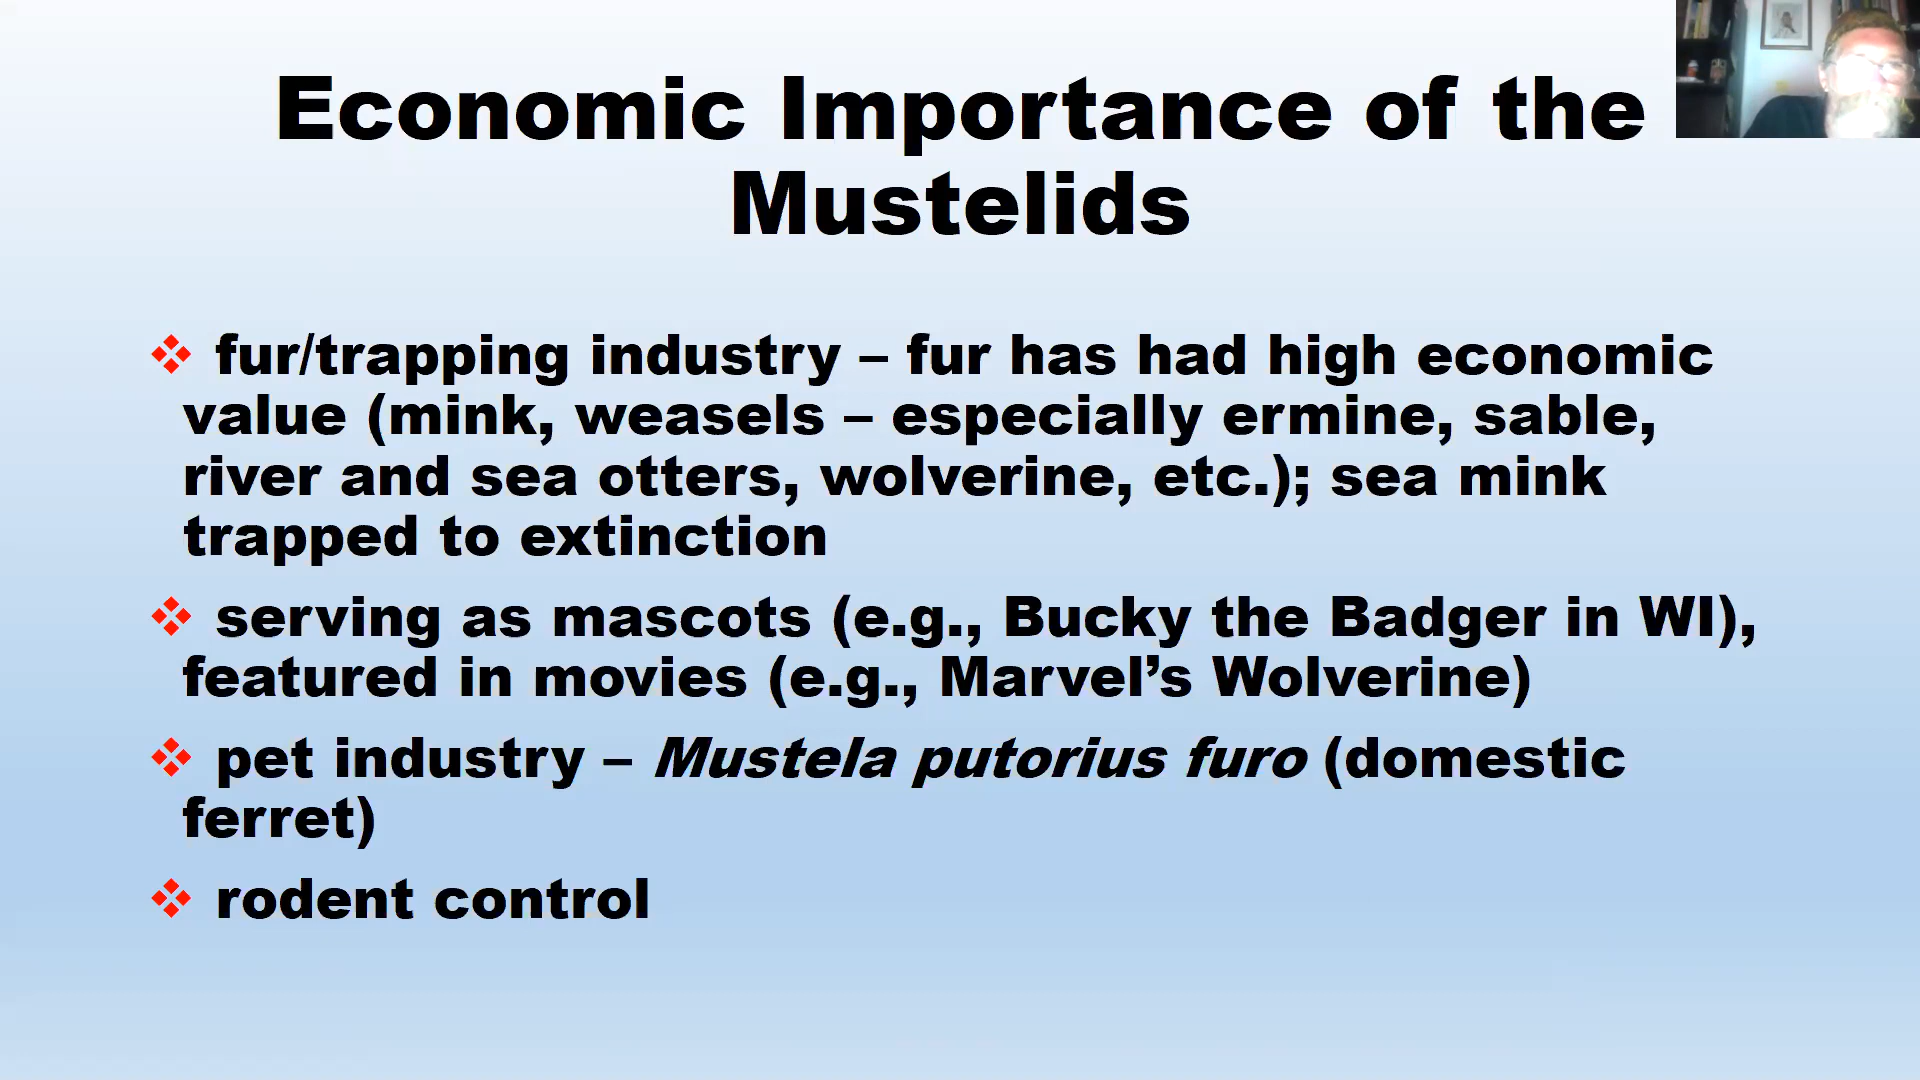 Economic Importance of the
Mustelids
❖ fur/trapping industry – fur has had high economic
value (mink, weasels – especially ermine, sable,
river and sea otters, wolverine, etc.); sea mink
trapped to extinction
❖ serving as mascots (e.g., Bucky the Badger in WI),
featured in movies (e.g., Marvel’s Wolverine)
❖ pet industry – Mustela putorius furo (domestic
ferret)
❖ rodent control